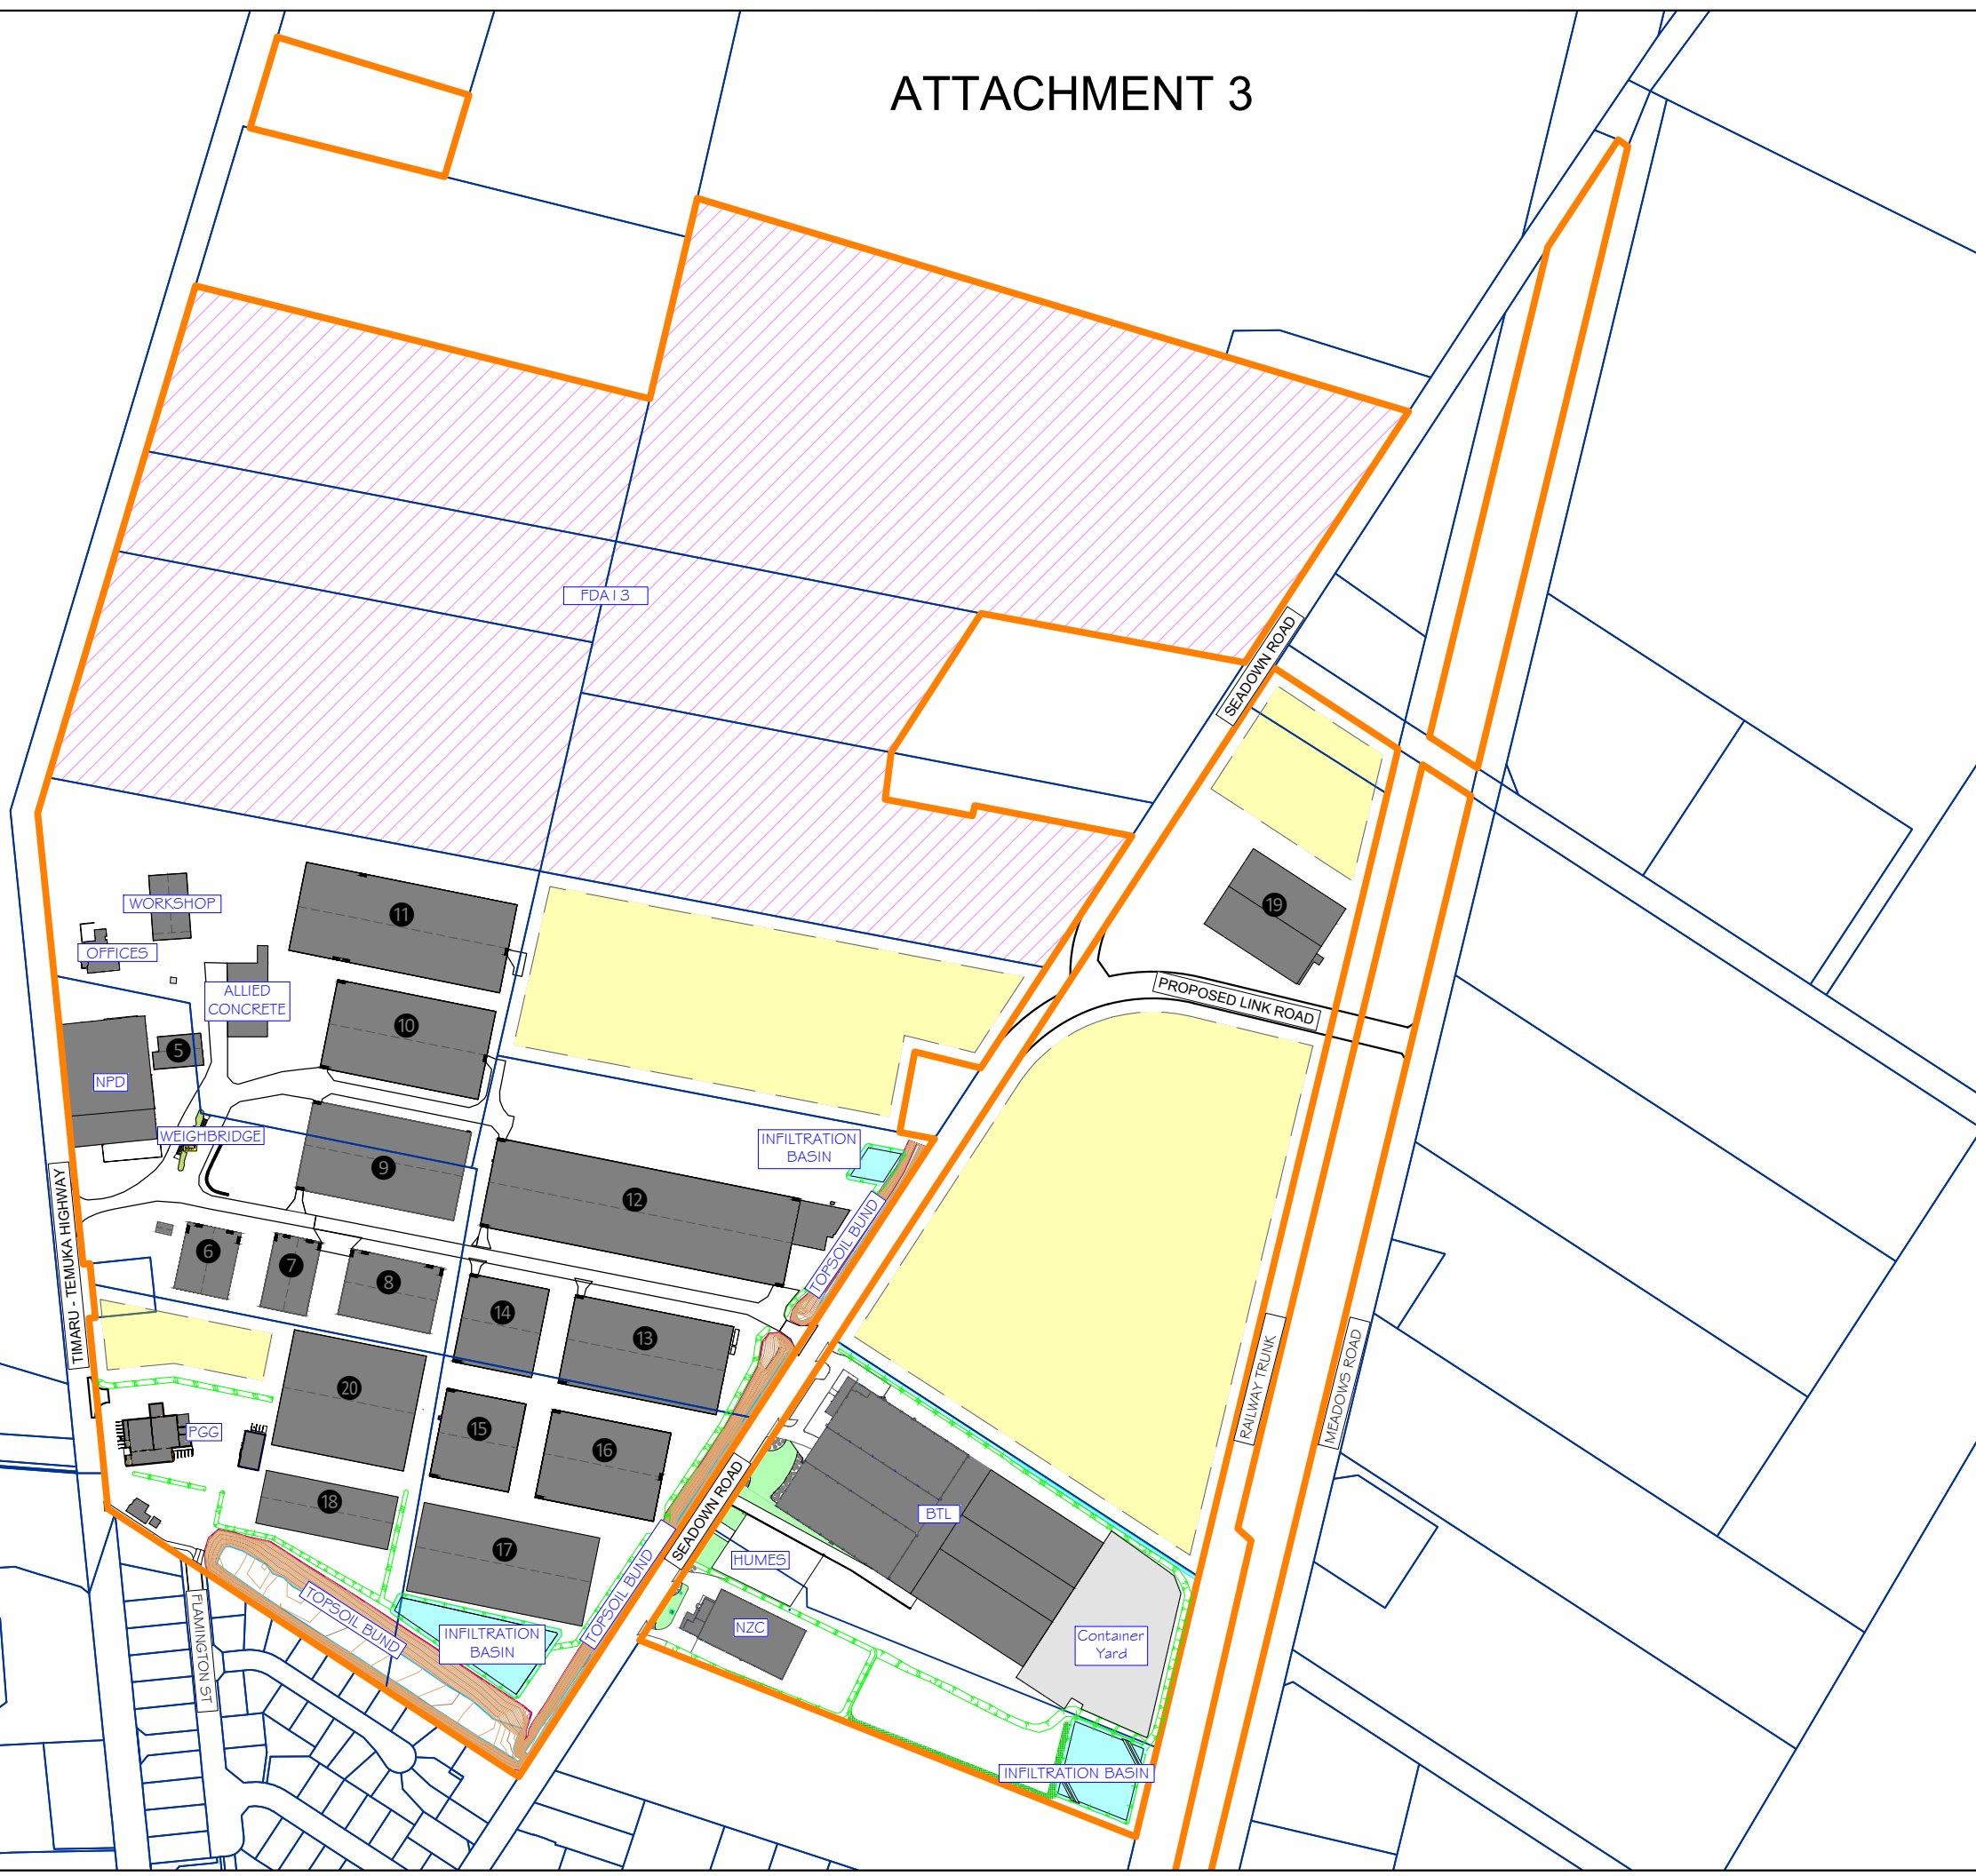 ATTACHMENT 3
FDA13
SEADOWN ROAD
WORKSHOP
11
19
OFFICES
ALLIED
CONCRETE
PROPOSED LINK ROAD
10
5
NPD
WEIGHBRIDGE
INFILTRATION
BASIN
9
12
TIMARU - TEMUKA HIGHWAY
TOPSOIL BUND
6
7
8
14
13
RAILWAY TRUNK
MEADOWS ROAD
20
PGG
15
16
SEADOWN ROAD
18
BTL
17
HUMES
TOPSOIL BUND
FLAMINGTON ST
TOPSOIL BUND
NZC
INFILTRATION
BASIN
Container
Yard
INFILTRATION BASIN